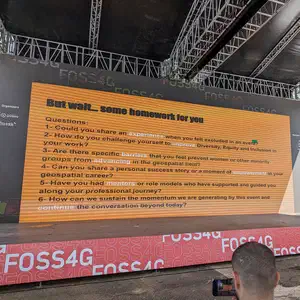 FOSS4G
But wait... some homework for you
Questions:
1- Could you share an experience when you felt excluded in an event?
2- How do you challenge yourself to improve Diversity, Equity and Inclusion in
your work?
3- Are there specific barriers that you feel prevent women or other minority
groups from advancing in the geospatial
4- Can you share a personal success story or a moment of on your
geospatial career?
5- Have you had mentors or role models who have supported and guided you
along your professional journey?
6- How can we sustain the momentum we are generating by this event and
continue the conversation beyond today?
FOSS4G FOSS4G FOSS4G FOSS4G